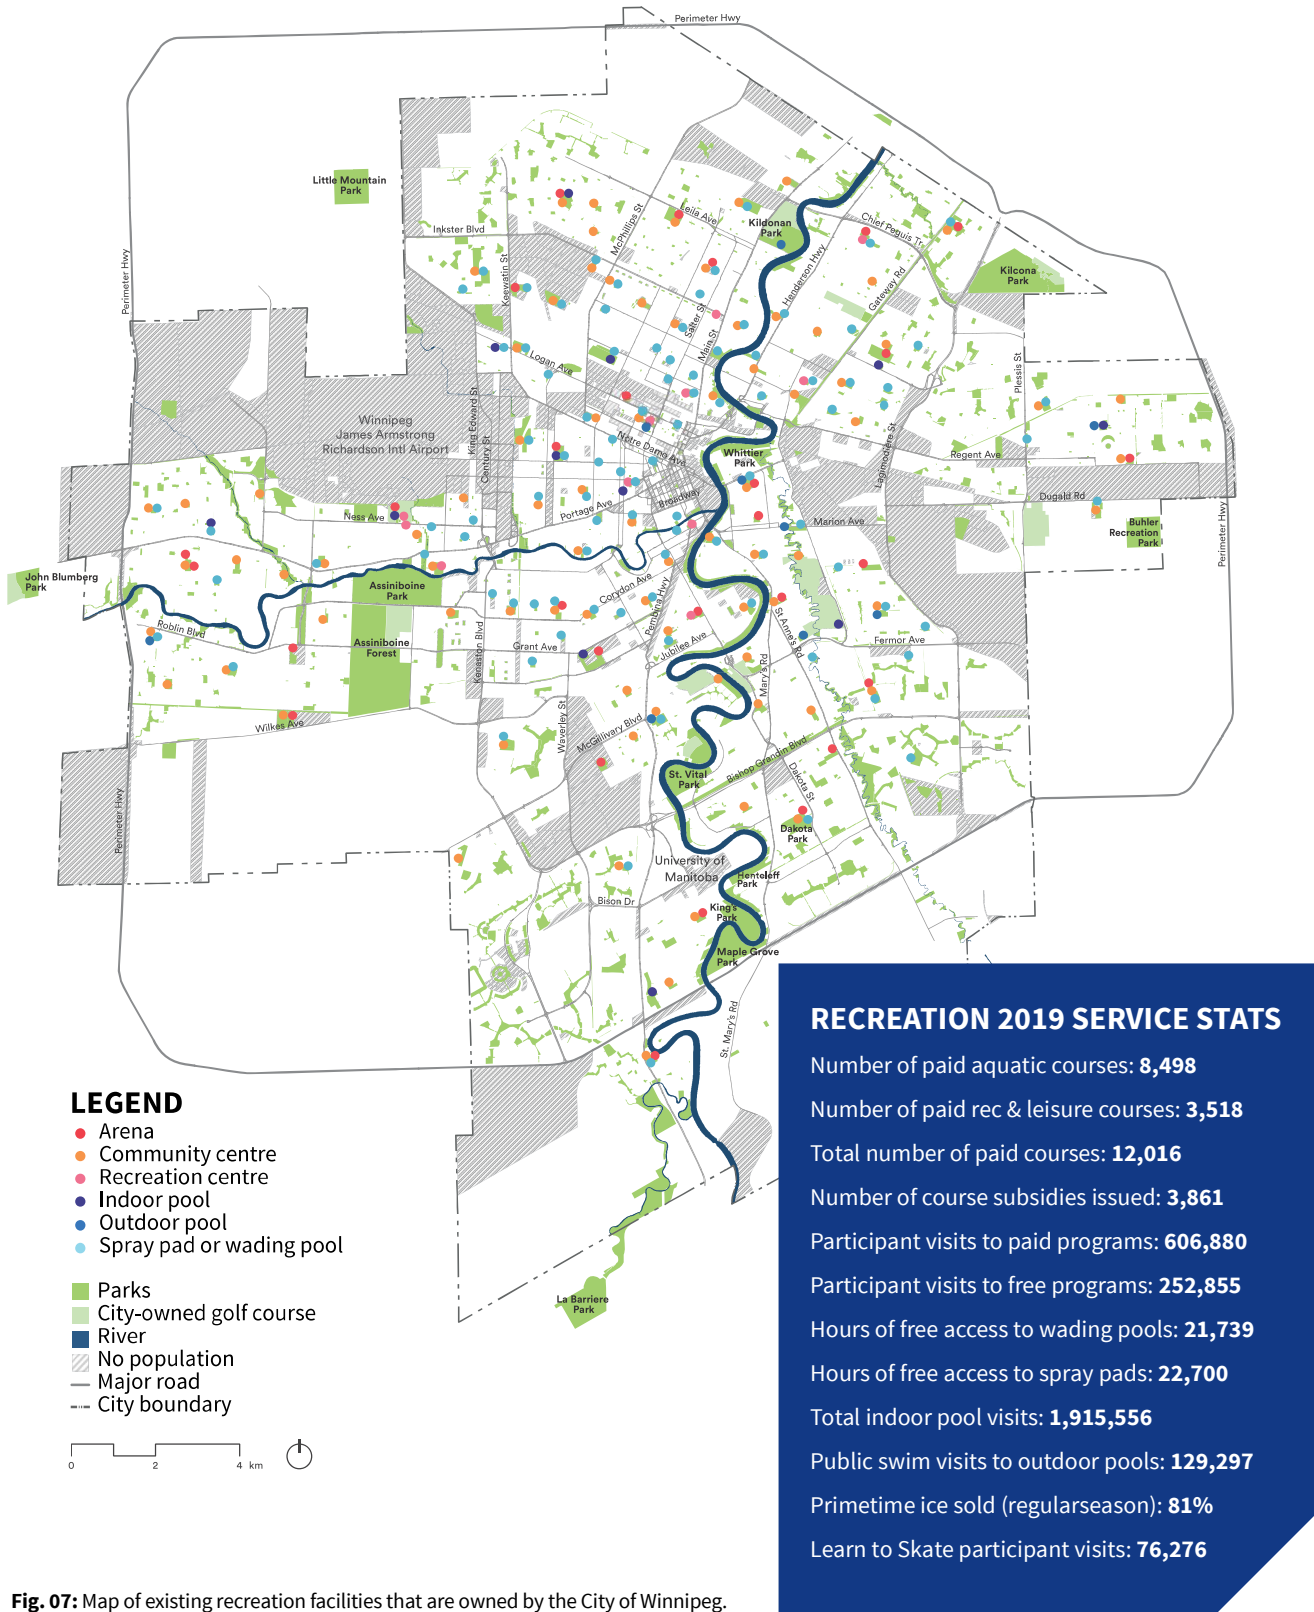 Perimeter Hwy
Little Mountain
Park
Inkster Blvd
McPhillips St
Leila Ave
Kildonan
Park
Chief Peguis Tr
Kilcona
Park
Perimeter Hwy
Keewatin St
Henderson Hwy
Gateway Rd
Salter St
Main St
Logan Ave
Plessis St
King Edward St
Century St
Winnipeg
James Armstrong
Richardson Intl Airport
Notre Dame Ave
Whittier
Park
Lagimodiere St
Regent Ave
Dugald Rd
Broadway
Portage Ave
Ness Ave
Marion Ave
Buhler
Recreation
Park
Perimeter Hwy
John Blumberg
Park
Assiniboine
Park
Corydon Ave
Pembina Hwy
Roblin Blvd
Assiniboine
Forest
Kenaston Blvd
Grant Ave
Jubilee Ave
St Anne's Rd
Fermor Ave
Mary's Rd
Wilkes Ave
Waverley St
McGillivary Blvd
Bishop Grandin Blvd
St. Vital
Park
Dakota St
Perimeter Hwy
Dakota
Park
University of
Manitoba
Henteleff
Park
Bison Dr
King's
Park
Maple Grove
Park
St. Mary's Rd
La Barriere
Park
LEGEND
Arena
Community centre
Recreation centre
Indoor pool
Outdoor pool
Spray pad or wading pool
Parks
City-owned golf course
River
No population
Major road
City boundary
0 2 4 km
RECREATION 2019 SERVICE STATS
Number of paid aquatic courses: 8,498
Number of paid rec & leisure courses: 3,518
Total number of paid courses: 12,016
Number of course subsidies issued: 3,861
Participant visits to paid programs: 606,880
Participant visits to free programs: 252,855
Hours of free access to wading pools: 21,739
Hours of free access to spray pads: 22,700
Total indoor pool visits: 1,915,556
Public swim visits to outdoor pools: 129,297
Primetime ice sold (regularseason): 81%
Learn to Skate participant visits: 76,276
Fig. 07: Map of existing recreation facilities that are owned by the City of Winnipeg.